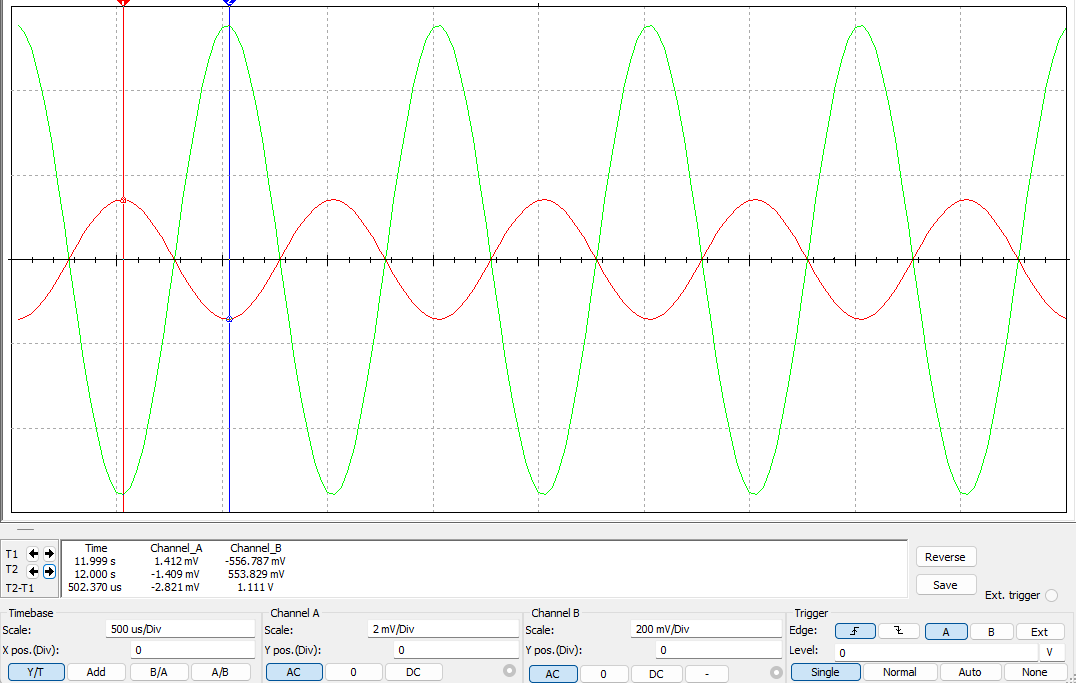 1 2
Time Channel_A Channel_B
T1 11.999 s 1.412 mV -556.787 mV
T2 12.000 s -1.409 mV 553.829 mV
T2-T1 502.370 us -2.821 mV 1.111 V
Reverse
Save
Ext. trigger
Timebase Channel A Channel B Trigger
Scale: 500 us/Div Scale: 2 mV/Div Scale: 200 mV/Div Edge: A B Ext
X pos.(Div): 0 Y pos.(Div): 0 Y pos.(Div): 0 Level: 0 V
Y/T Add B/A A/B AC 0 DC AC 0 DC - Single Normal Auto None